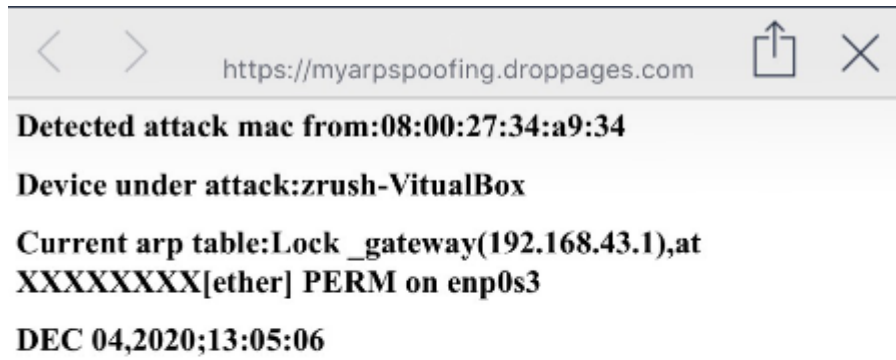 https://myarpspoofing.droppages.com
Detected attack mac from:08:00:27:34:a9:34
Device under attack:zrush-VitualBox
Current arp table:Lock _gateway(192.168.43.1),at
XXXXXXXX[ether] PERM on enp0s3
DEC 04,2020;13:05:06